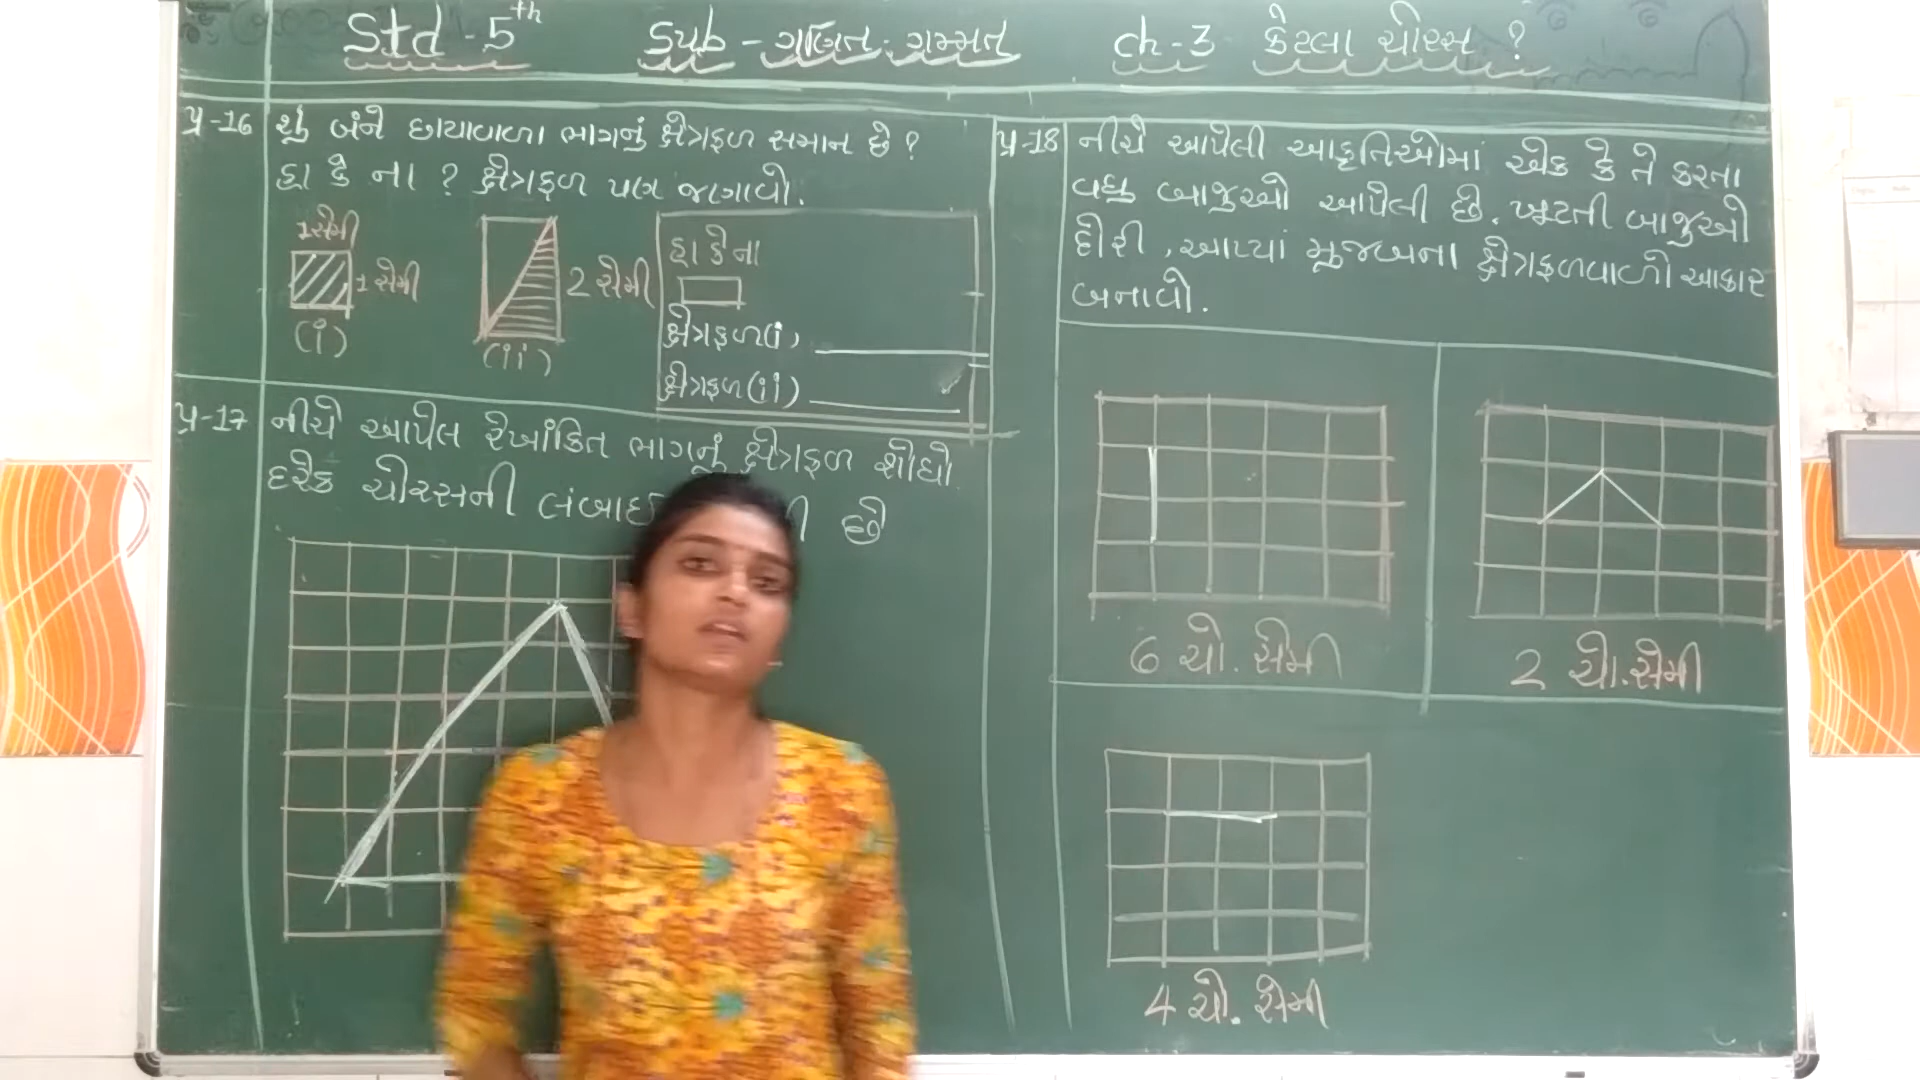 Std - 5th Sub - ગણિત-ગમ્મત ch-3 કેટલા ચોરસ ?
પ્ર-16 શું બંને છાયાવાળા ભાગનું ક્ષેત્રફળ સમાન છે ?
હા કે ના ? ક્ષેત્રફળ પણ જણાવો.
1 સેમી
1 સેમી
(i)
2 સેમી
(ii)
હા કે ના
ક્ષેત્રફળ(i)
ક્ષેત્રફળ(ii)
પ્ર-17 નીચે આપેલ રેખાંકિત ભાગનું ક્ષેત્રફળ શોધો
દરેક ચોરસની લંબાઈ છે
પ્ર-18 નીચે આપેલી આકૃતિઓમાં એક કે તે કરતા
વધુ બાજુઓ આપેલી છે. ખૂટતી બાજુઓ
દોરી, આપ્યાં મુજબના ક્ષેત્રફળવાળો આકાર
બનાવો.
6 ચો. સેમી
2 ચો. સેમી
4 ચો. સેમી